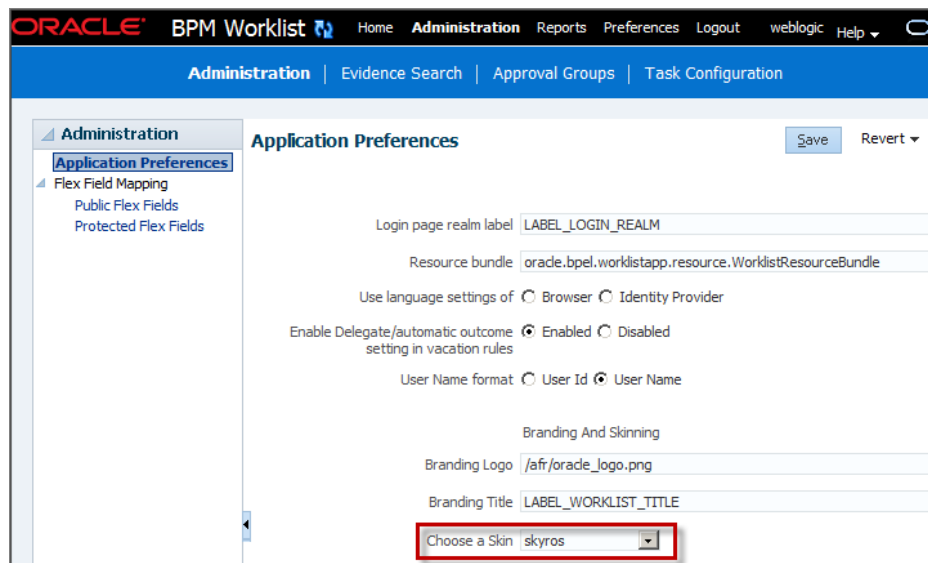 ORACLE BPM Worklist Home Administration Reports Preferences Logout weblogic Help
Administration | Evidence Search | Approval Groups | Task Configuration
Administration
Application Preferences
Flex Field Mapping
Public Flex Fields
Protected Flex Fields
Application Preferences Save Revert
Login page realm label LABEL_LOGIN_REALM
Resource bundle oracle.bpel.worklistapp.resource.WorklistResourceBundle
Use language settings of Browser Identity Provider
Enable Delegate/automatic outcome Enabled Disabled
setting in vacation rules
User Name format User Id User Name
Branding And Skinning
Branding Logo /afr/oracle_logo.png
Branding Title LABEL_WORKLIST_TITLE
Choose a Skin skyros